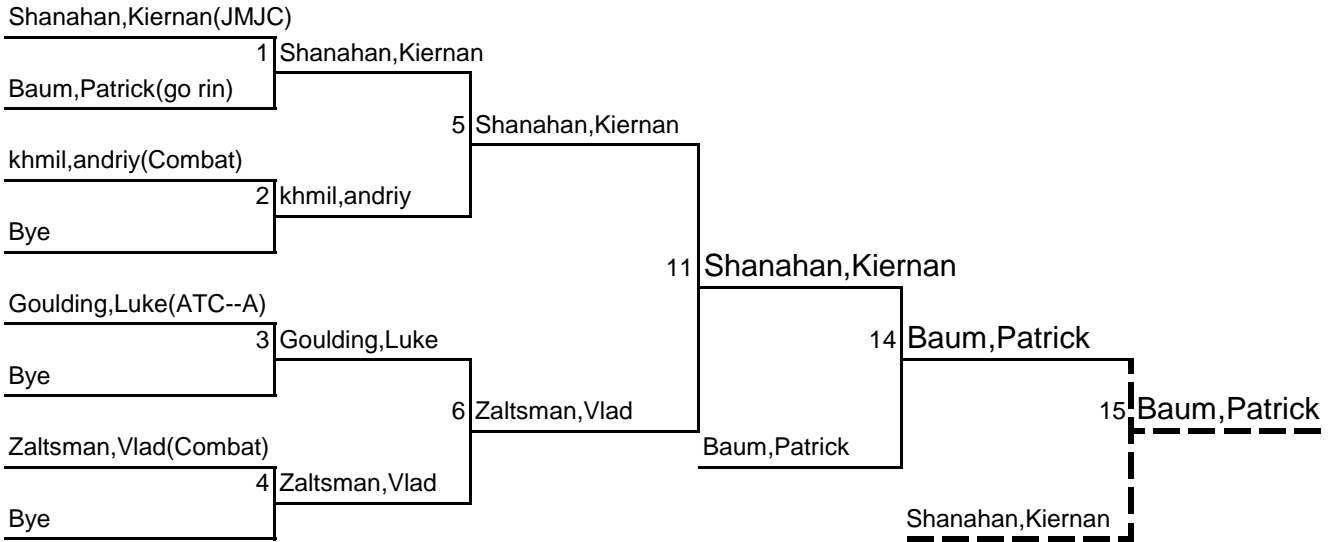 Shanahan,Kiernan(JMJC)
1 Shanahan,Kiernan
Baum,Patrick(go rin)
5 Shanahan,Kiernan
khmil,andriy(Combat)
2 khmil,andriy
Bye
11 Shanahan,Kiernan
Goulding,Luke(ATC--A)
3 Goulding,Luke
14 Baum,Patrick
Bye
6 Zaltsman,Vlad
15 Baum,Patrick
Zaltsman,Vlad(Combat)
Baum,Patrick
4 Zaltsman,Vlad
Bye
Shanahan,Kiernan